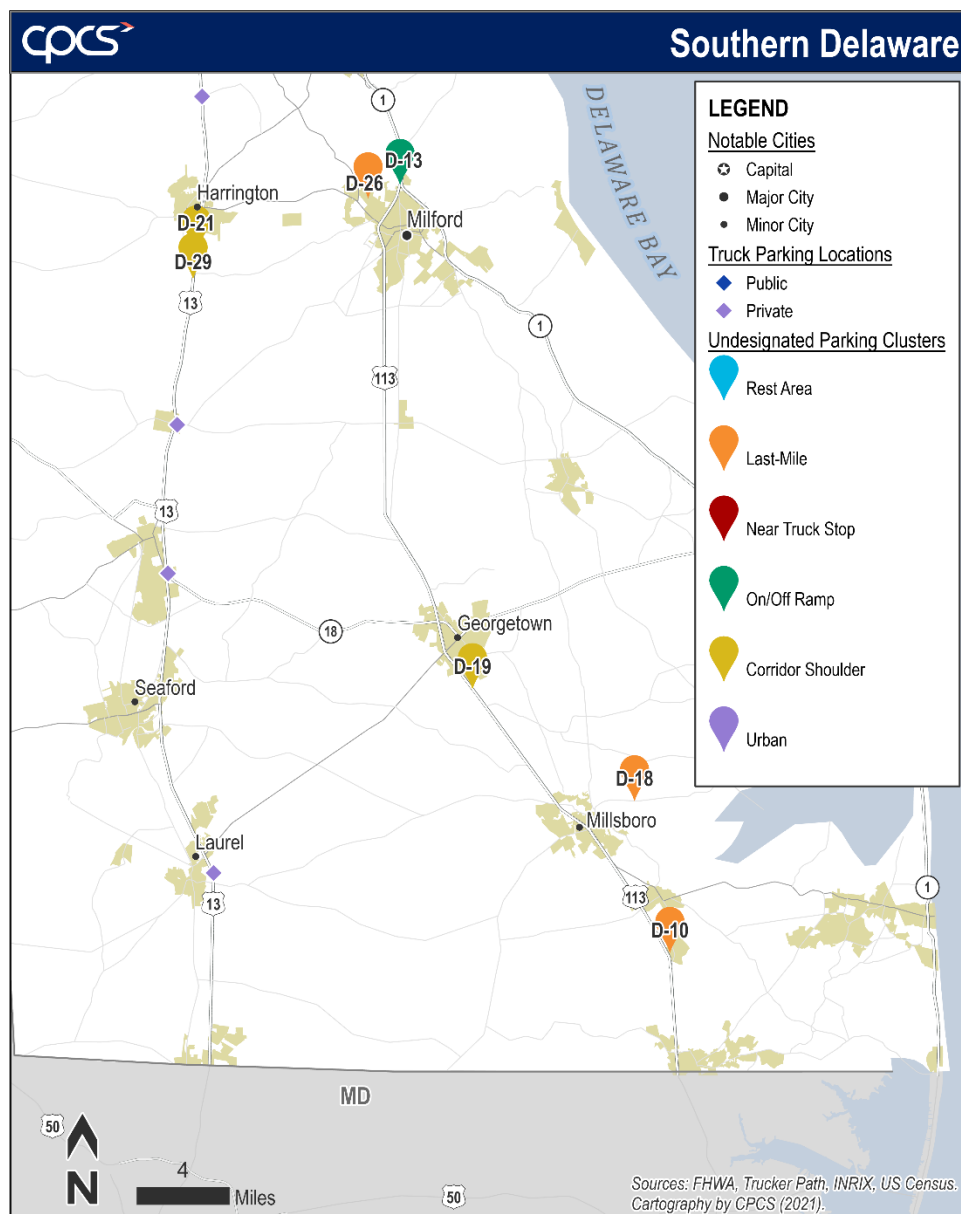 cpcs
Southern Delaware
LEGEND
Notable Cities
Capital
Major City
Minor City
Truck Parking Locations
Public
Private
Undesignated Parking Clusters
Rest Area
Last-Mile
Near Truck Stop
On/Off Ramp
Corridor Shoulder
Urban
DELAWARE BAY
1
D-13
D-26
Harrington
D-21
Milford
D-29
13
1
113
13
Georgetown
18
D-19
Seaford
D-18
Millsboro
Laurel
113
1
13
D-10
MD
50
N
4
Miles
50
Sources: FHWA, Trucker Path, INRIX, US Census.
Cartography by CPCS (2021).